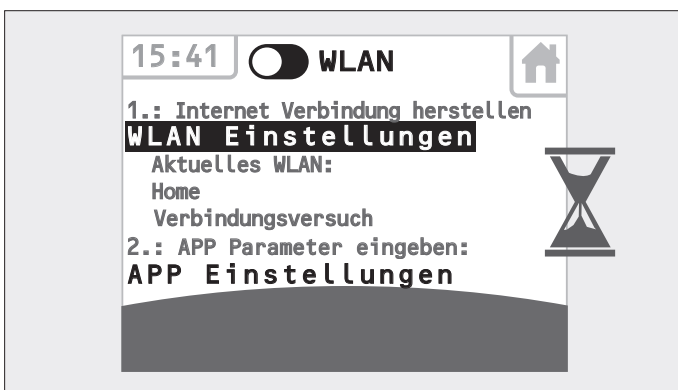 15:41 WLAN
1.: Internet Verbindung herstellen
WLAN Einstellungen
Aktuelles WLAN:
Home
Verbindungsversuch
2.: APP Parameter eingeben:
APP Einstellungen